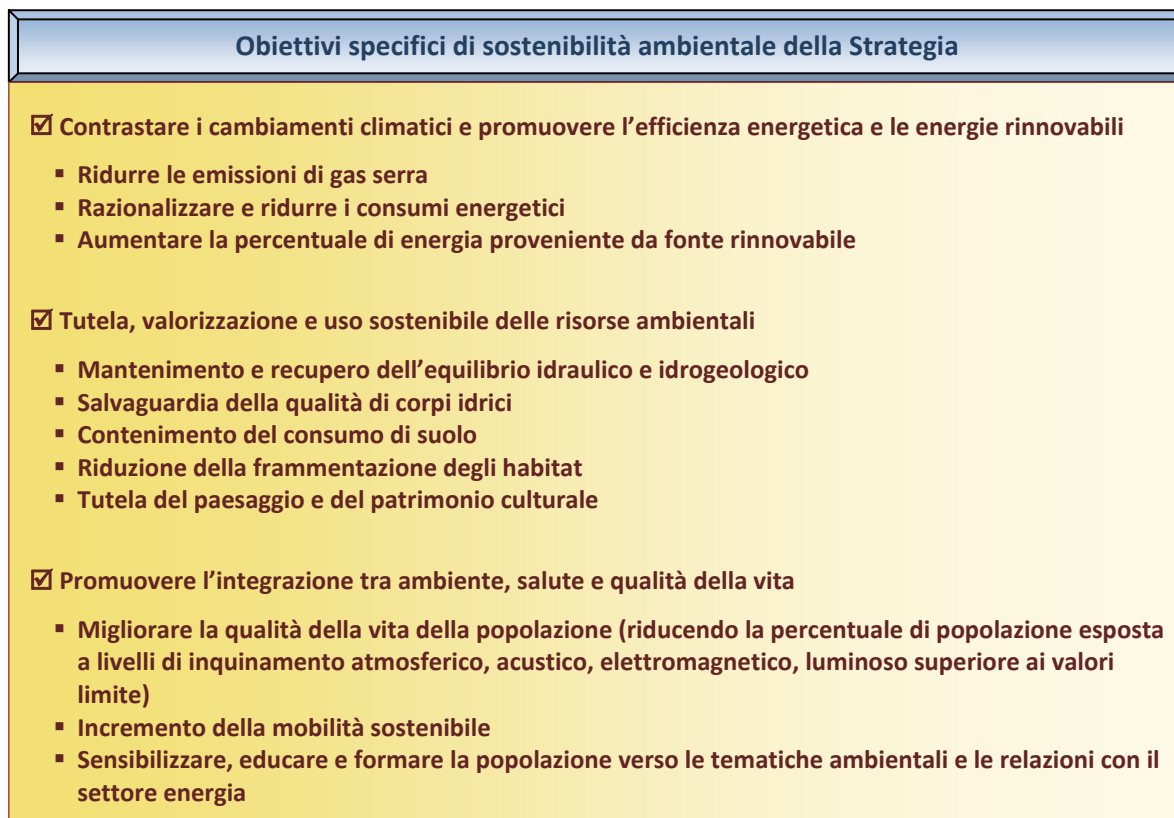 Obiettivi specifici di sostenibilità ambientale della Strategia
☑ Contrastare i cambiamenti climatici e promuovere l’efficienza energetica e le energie rinnovabili
▪ Ridurre le emissioni di gas serra
▪ Razionalizzare e ridurre i consumi energetici
▪ Aumentare la percentuale di energia proveniente da fonte rinnovabile
☑ Tutela, valorizzazione e uso sostenibile delle risorse ambientali
▪ Mantenimento e recupero dell’equilibrio idraulico e idrogeologico
▪ Salvaguardia della qualità di corpi idrici
▪ Contenimento del consumo di suolo
▪ Riduzione della frammentazione degli habitat
▪ Tutela del paesaggio e del patrimonio culturale
☑ Promuovere l’integrazione tra ambiente, salute e qualità della vita
▪ Migliorare la qualità della vita della popolazione (riducendo la percentuale di popolazione esposta
a livelli di inquinamento atmosferico, acustico, elettromagnetico, luminoso superiore ai valori
limite)
▪ Incremento della mobilità sostenibile
▪ Sensibilizzare, educare e formare la popolazione verso le tematiche ambientali e le relazioni con il
settore energia